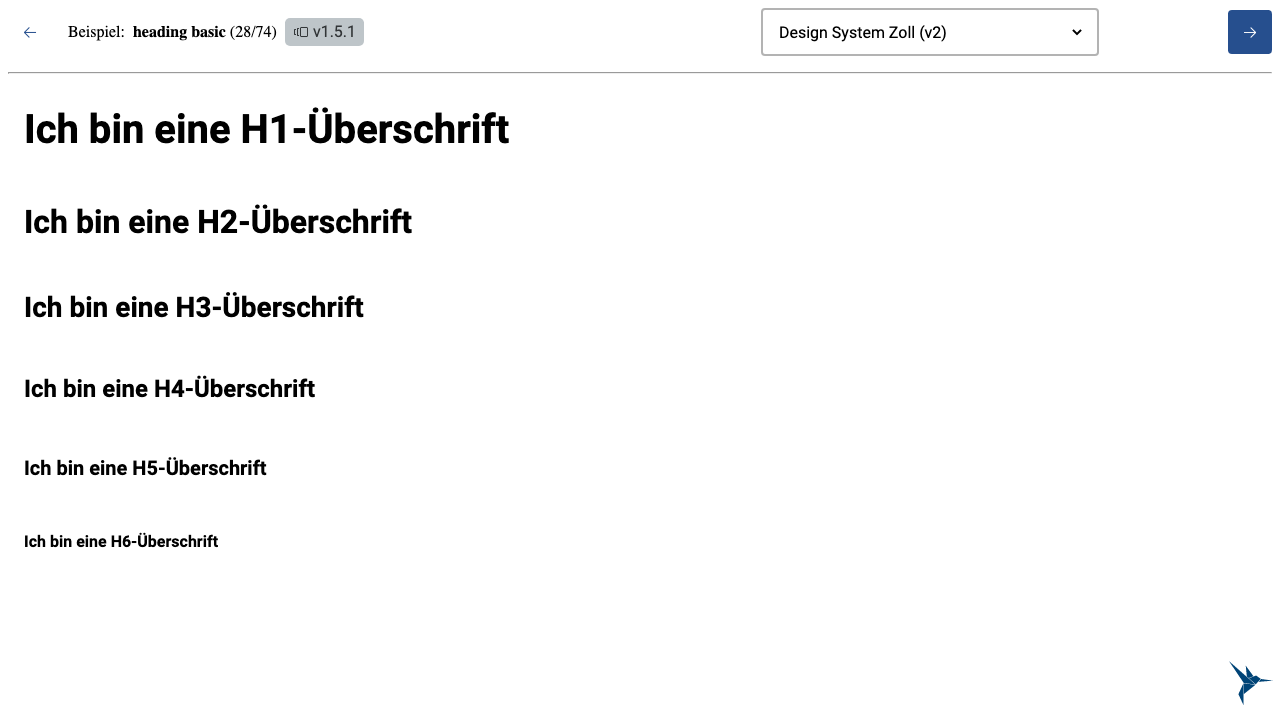 Beispiel: heading basic (28/74) v1.5.1 Design System Zoll (v2)
Ich bin eine H1-Überschrift
Ich bin eine H2-Überschrift
Ich bin eine H3-Überschrift
Ich bin eine H4-Überschrift
Ich bin eine H5-Überschrift
Ich bin eine H6-Überschrift